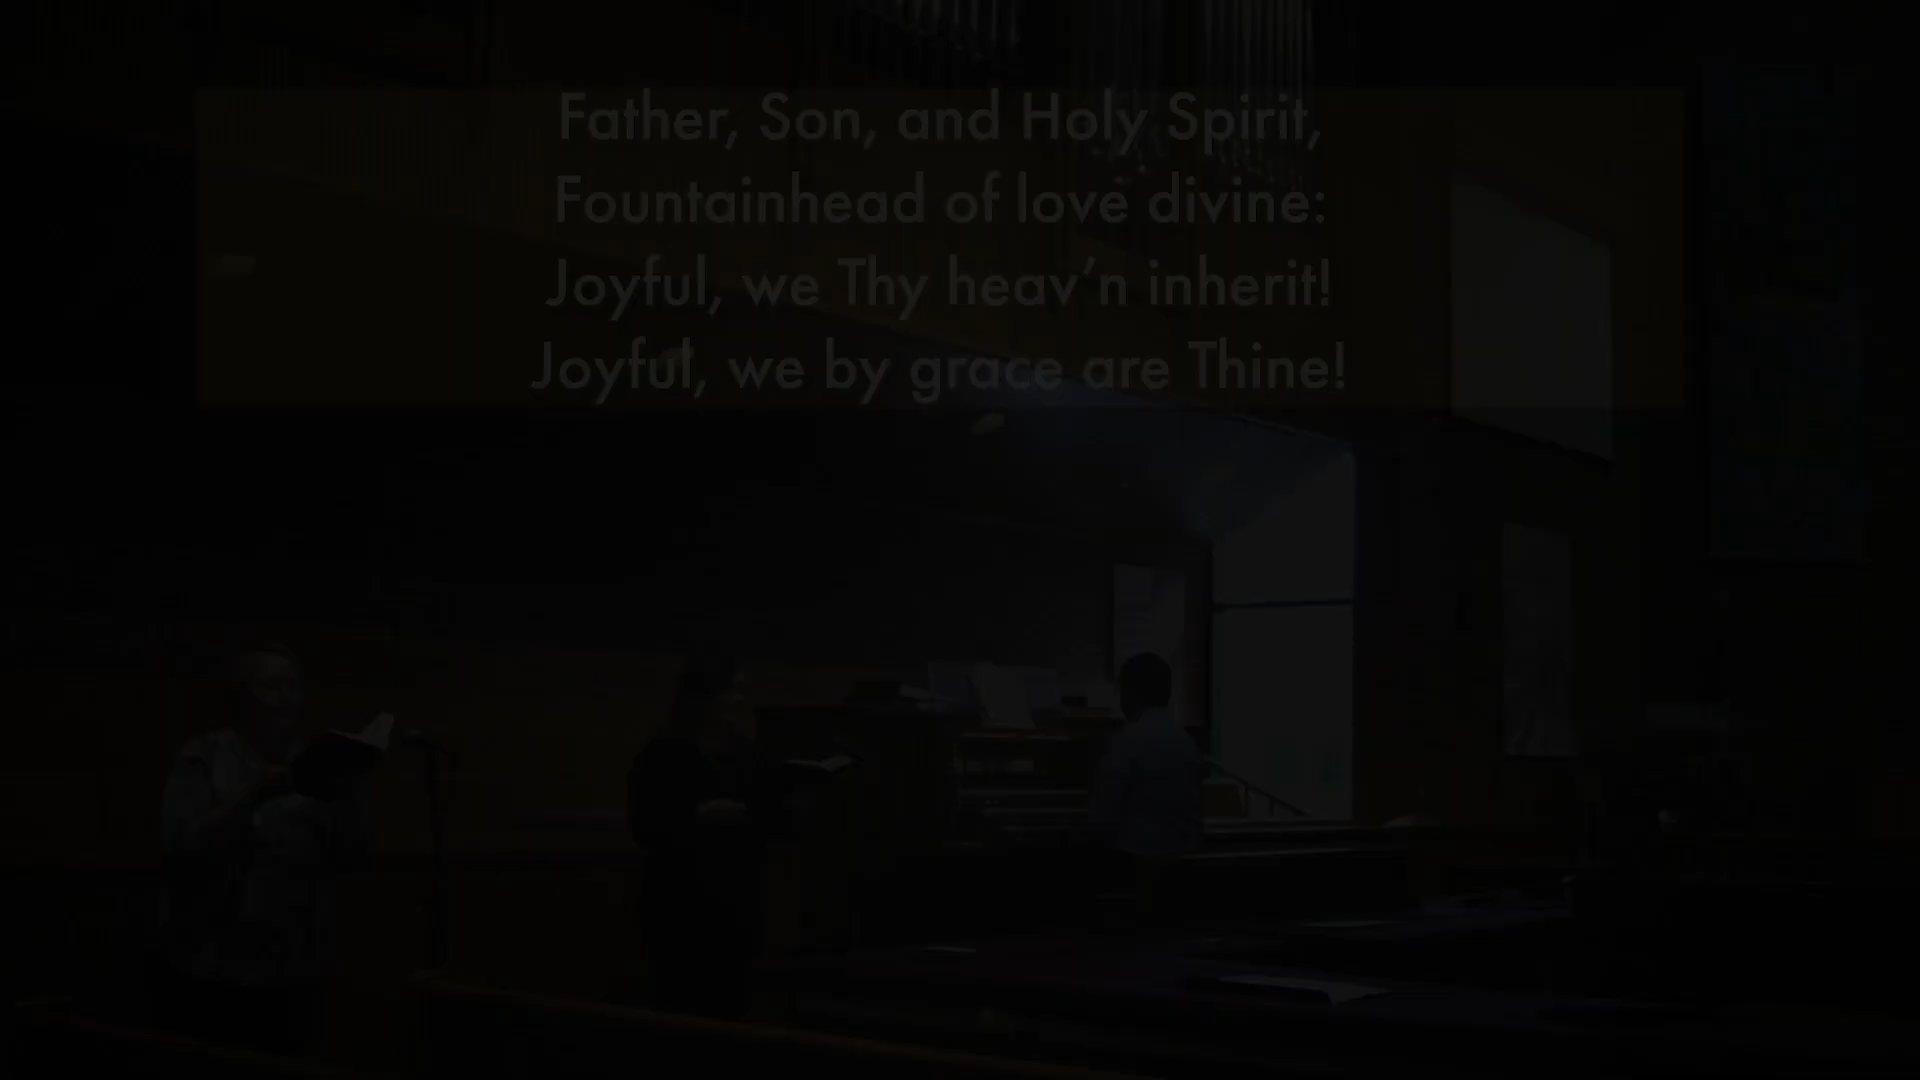 Father, Son, and Holy Spirit,
Fountainhead of love divine:
Joyful, we Thy heav’n inherit!
Joyful, we by grace are Thine!